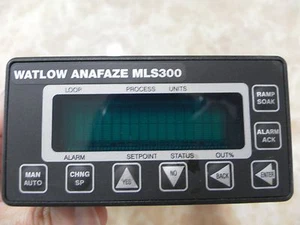 WATLOW ANAFAZE MLS300
LOOP PROCESS UNITS
RAMP
SOAK
ALARM
ACK
ALARM SETPOINT STATUS OUT%
MAN
AUTO
CHNG
SP
YES
NO
BACK
ENTER